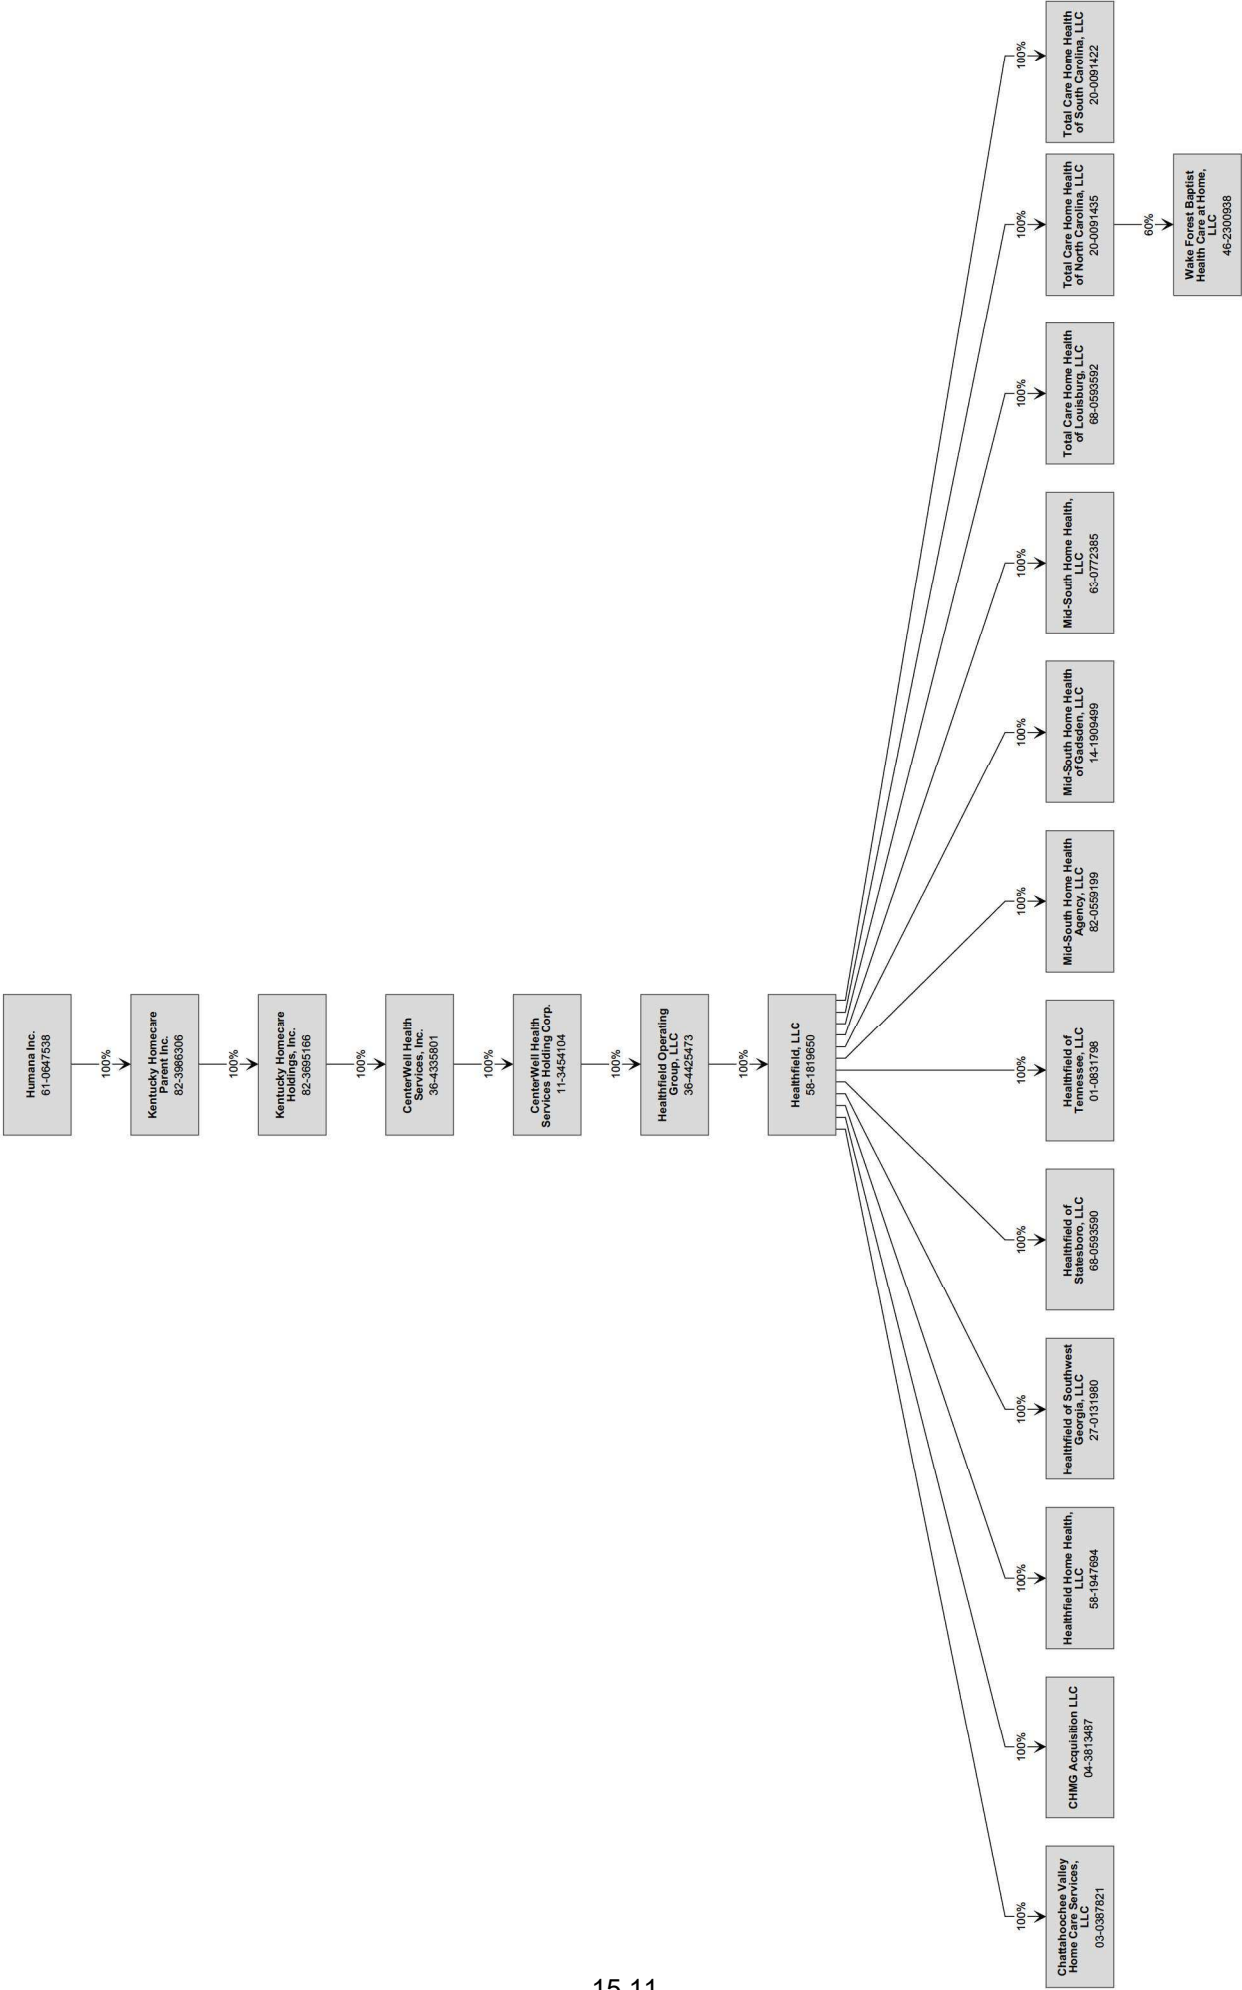 Humana Inc.
61-0647538
100%
Kentucky Homecare
Parent Inc.
82-3986306
100%
Kentucky Homecare
Holdings, Inc.
82-3695166
100%
CenterWell Health
Services, Inc.
36-4335801
100%
CenterWell Health
Services Holding Corp.
11-3454104
100%
Healthfield Operating
Group, LLC
36-4425473
100%
Healthfield, LLC
58-1819650
100%
Chattahoochee Valley
Home Care Services,
LLC
03-0387821
100%
CHMG Acquisition LLC
04-3813487
100%
Healthfield Home Health,
LLC
58-1947694
100%
Healthfield of Southwest
Georgia, LLC
27-0131980
100%
Healthfield of
Statesboro, LLC
68-0593590
100%
Healthfield of
Tennessee, LLC
01-0831798
100%
Mid-South Home Health
Agency, LLC
82-0559199
100%
Mid-South Home Health
of Gadsden, LLC
14-1909499
100%
Mid-South Home Health,
LLC
63-0772385
100%
Total Care Home Health
of Louisburg, LLC
68-0593592
100%
Total Care Home Health
of North Carolina, LLC
20-0091435
100%
Total Care Home Health
of South Carolina, LLC
20-0091422
60%
Wake Forest Baptist
Health Care at Home,
LLC
46-2300938
15.11